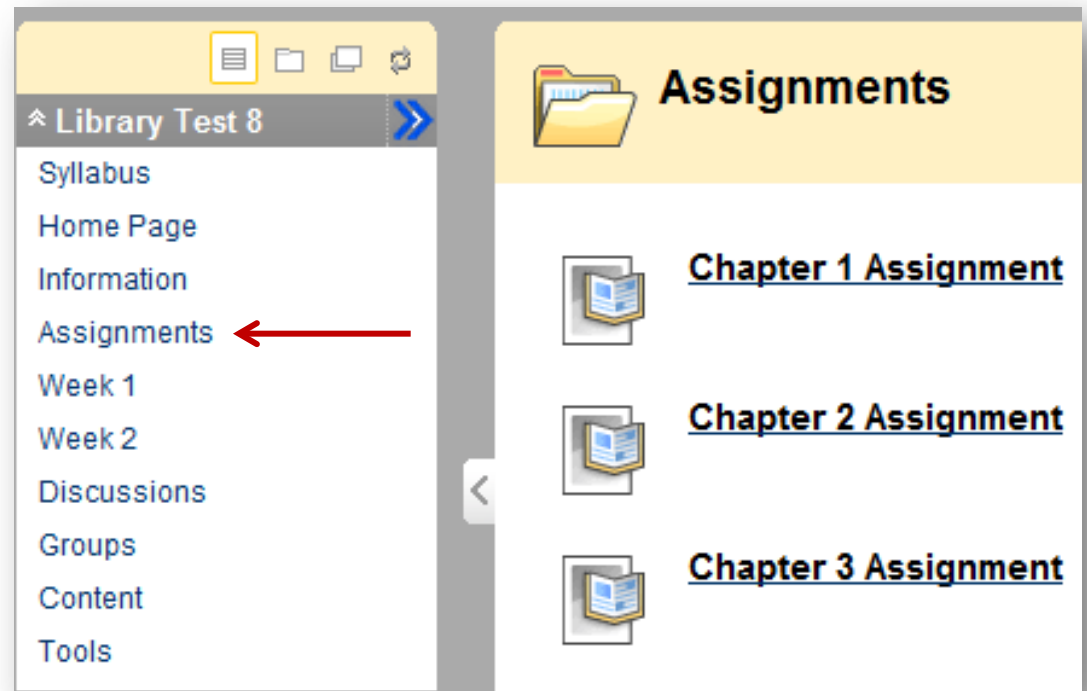 Library Test 8
Syllabus
Home Page
Information
Assignments
Week 1
Week 2
Discussions
Groups
Content
Tools
Assignments
Chapter 1 Assignment
Chapter 2 Assignment
Chapter 3 Assignment